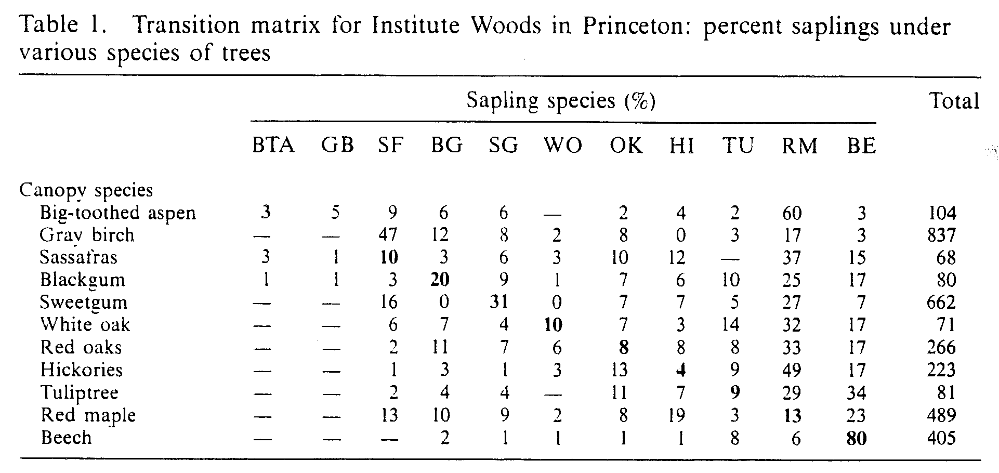 Table 1. Transition matrix for Institute Woods in Princeton: percent saplings under
various species of trees
Sapling species (%) Total
BTA GB SF BG SG WO OK HI TU RM BE
Canopy species
Big-toothed aspen 3 5 9 6 6 — 2 4 2 60 3 104
Gray birch — — 47 12 8 2 8 0 3 17 3 837
Sassafras 3 1 10 3 6 3 10 12 — 37 15 68
Blackgum 1 1 3 20 9 1 7 6 10 25 17 80
Sweetgum — — 16 0 31 0 7 7 5 27 7 662
White oak — — 6 7 4 10 7 3 14 32 17 71
Red oaks — — 2 11 7 6 8 8 8 33 17 266
Hickories — — 1 3 1 3 13 4 9 49 17 223
Tuliptree — — 2 4 4 — 11 7 9 29 34 81
Red maple — — 13 10 9 2 8 19 3 13 23 489
Beech — — — 2 1 1 1 1 8 6 80 405